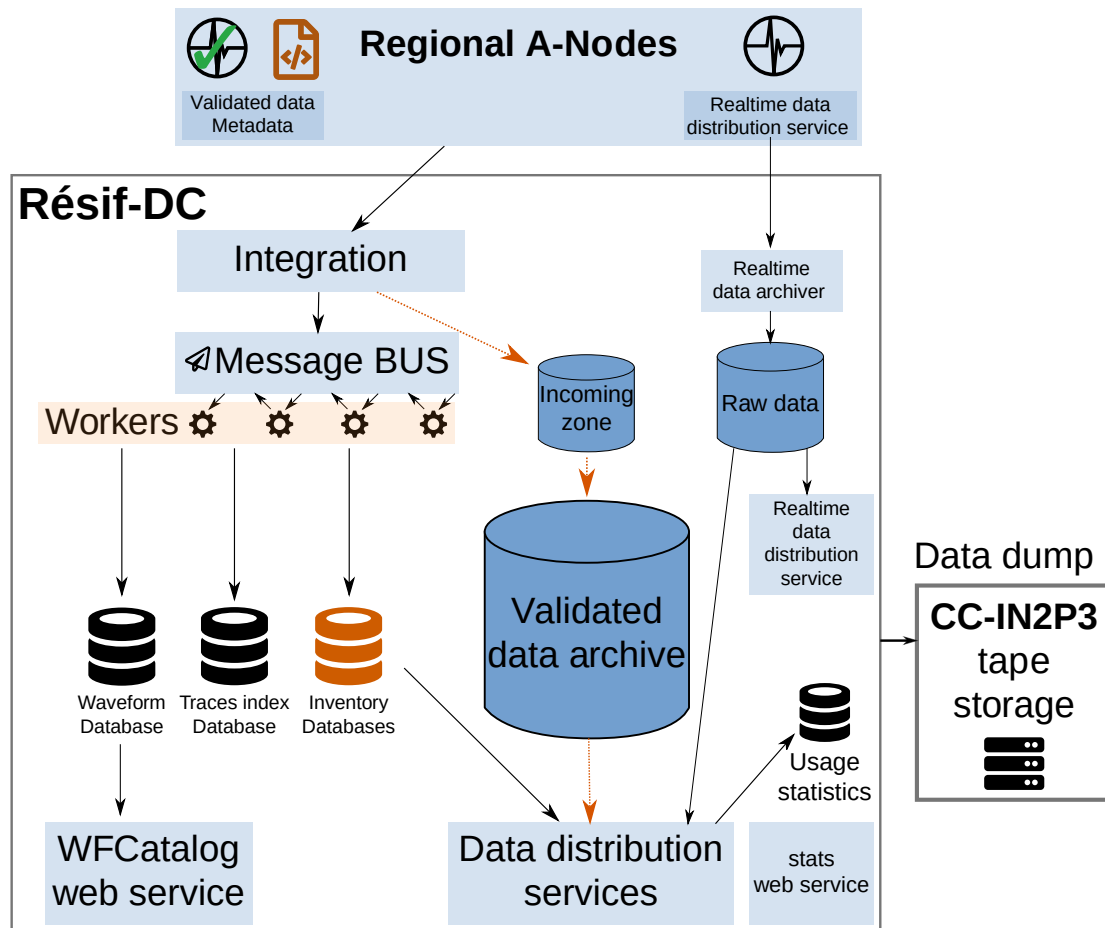 Regional A-Nodes
Validated data
Metadata
Realtime data
distribution service
Résif-DC
Integration
Realtime
data archiver
Message BUS
Workers
Incoming
zone
Raw data
Realtime
data
distribution
service
Validated
data archive
Data dump
CC-IN2P3
tape
storage
Waveform
Database
Traces index
Database
Inventory
Databases
Usage
statistics
WFCatalog
web service
Data distribution
services
stats
web service